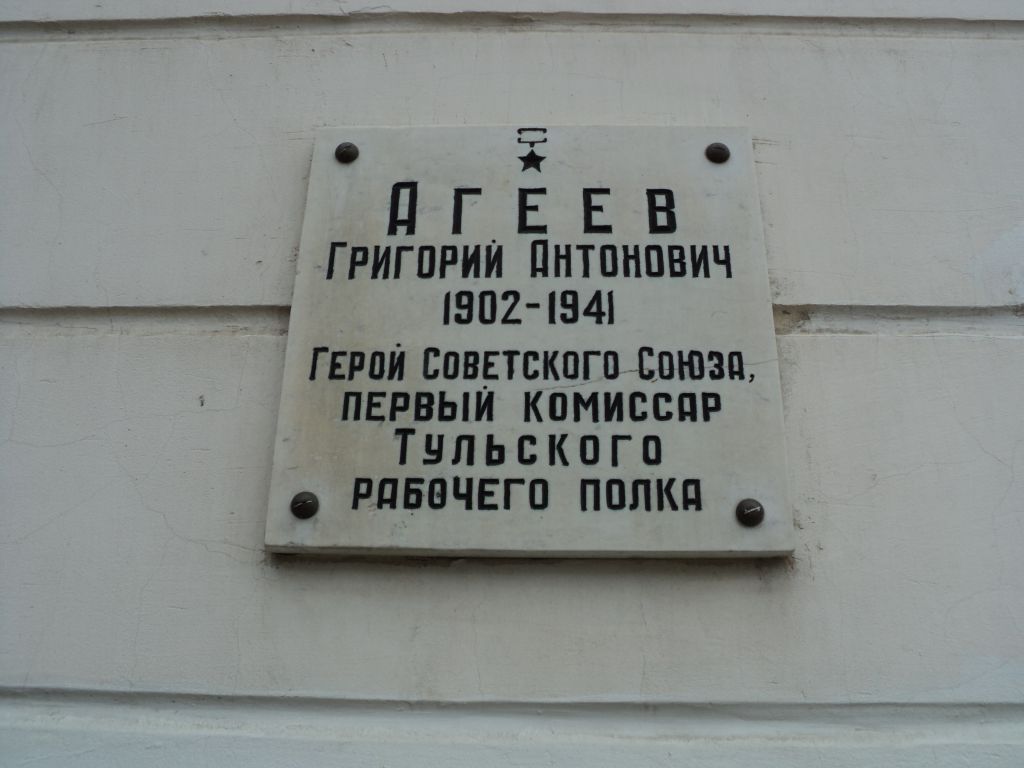 Агеев
Григорий Антонович
1902-1941
Герой Советского Союза,
первый комиссар
Тульского
рабочего полка